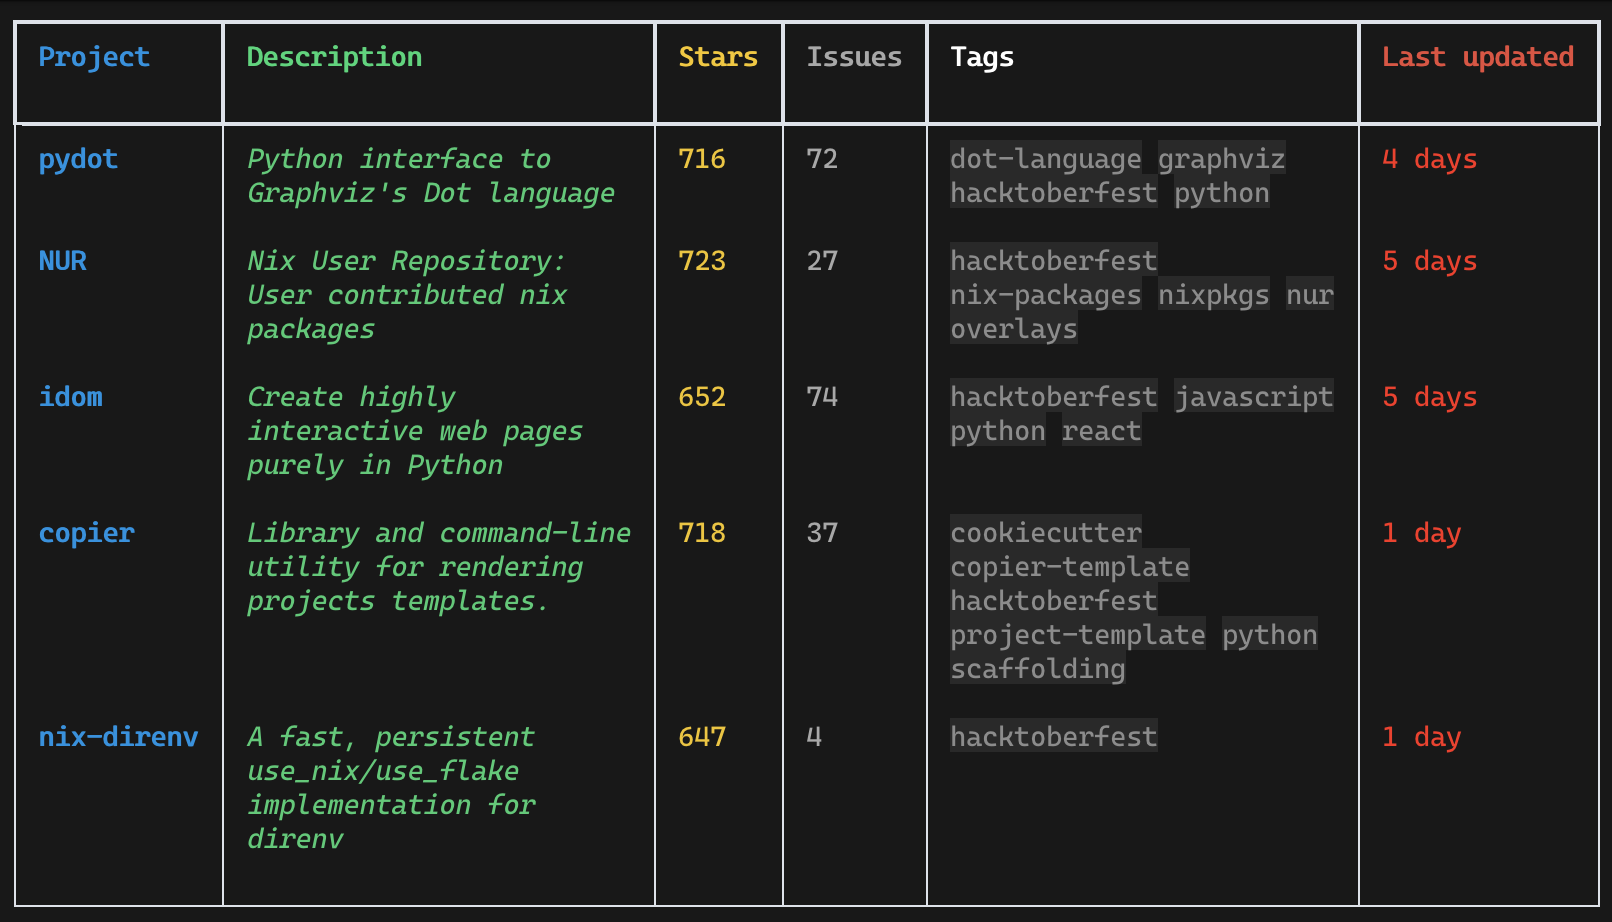 Project Description Stars Issues Tags Last updated
pydot Python interface to 716 72 dot-language graphviz 4 days
Graphviz's Dot language hacktoberfest python
NUR Nix User Repository: 723 27 hacktoberfest 5 days
User contributed nix nix-packages nixpkgs nur
packages overlays
idom Create highly 652 74 hacktoberfest javascript 5 days
interactive web pages python react
purely in Python
copier Library and command-line 718 37 cookiecutter 1 day
utility for rendering copier-template
projects templates. hacktoberfest
project-template python
scaffolding
nix-direnv A fast, persistent 647 4 hacktoberfest 1 day
use_nix/use_flake
implementation for
direnv